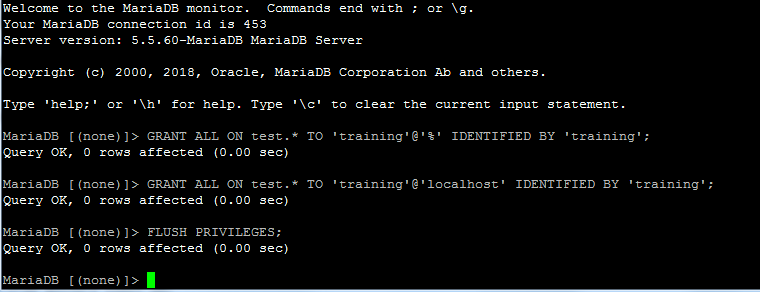 Welcome to the MariaDB monitor.  Commands end with ; or \g.
Your MariaDB connection id is 453
Server version: 5.5.60-MariaDB MariaDB Server
Copyright (c) 2000, 2018, Oracle, MariaDB Corporation Ab and others.
Type 'help;' or '\h' for help. Type '\c' to clear the current input statement.
MariaDB [(none)]> GRANT ALL ON test.* TO 'training'@'%' IDENTIFIED BY 'training';
Query OK, 0 rows affected (0.00 sec)
MariaDB [(none)]> GRANT ALL ON test.* TO 'training'@'localhost' IDENTIFIED BY 'training';
Query OK, 0 rows affected (0.00 sec)
MariaDB [(none)]> FLUSH PRIVILEGES;
Query OK, 0 rows affected (0.00 sec)
MariaDB [(none)]>